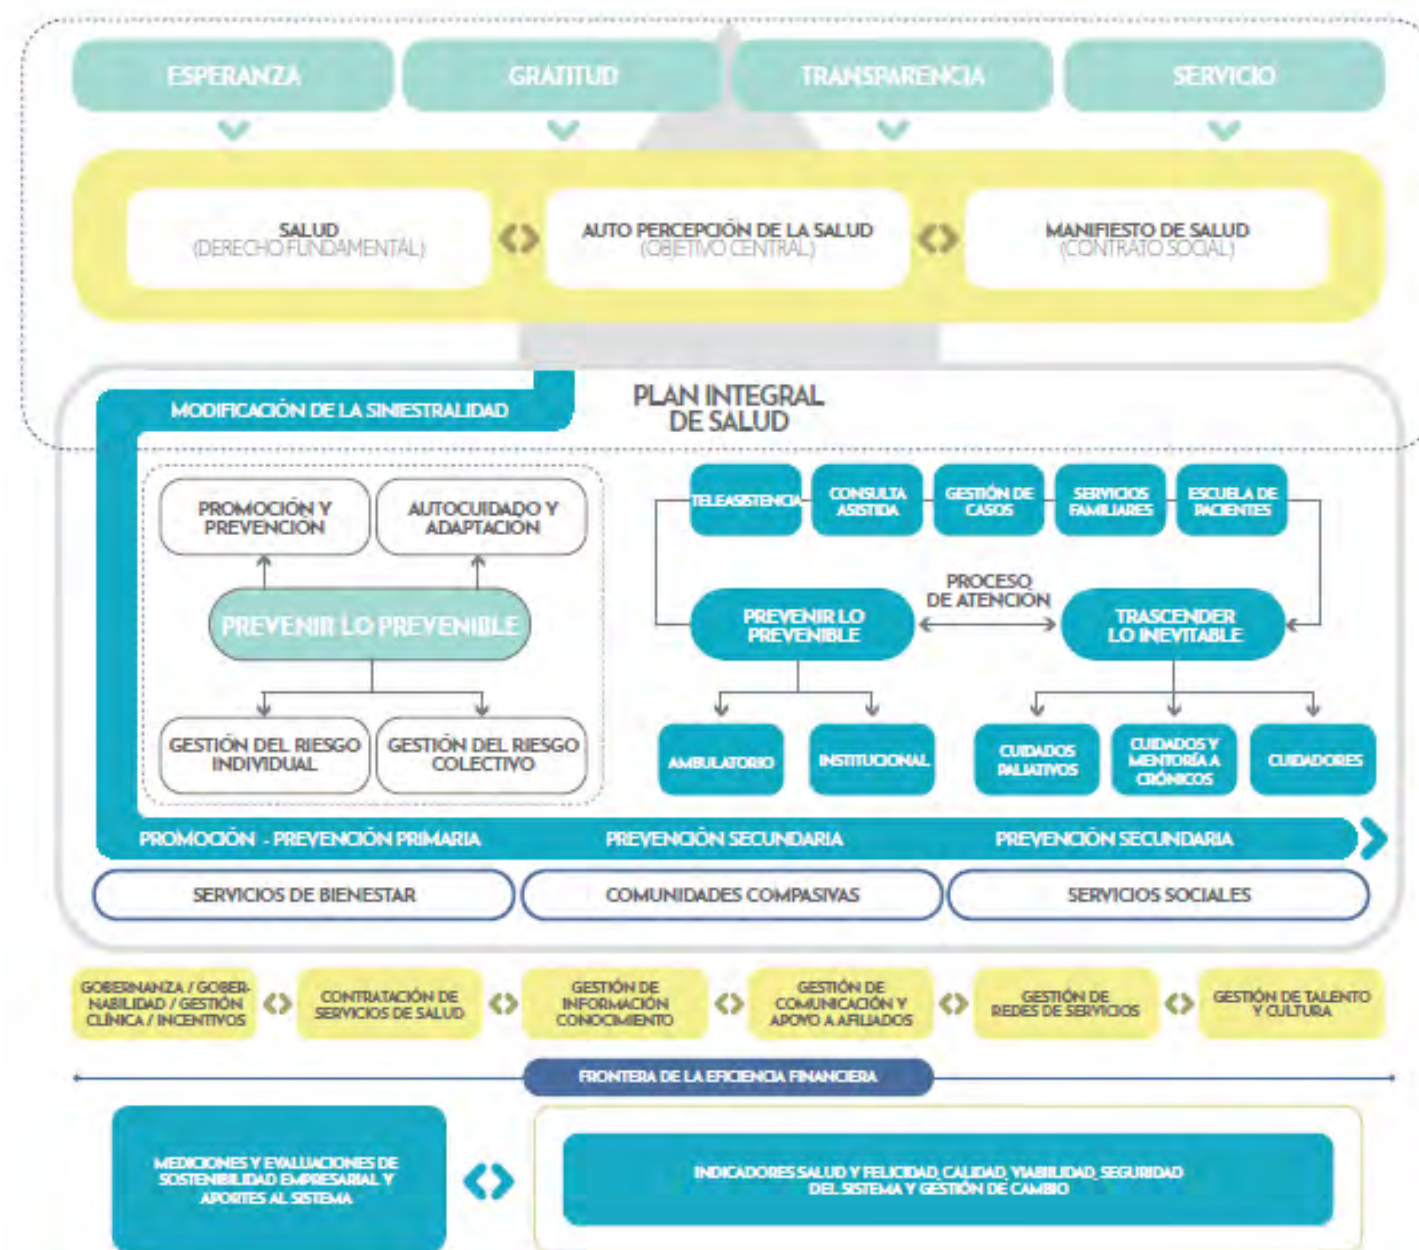 ESPERANZA
GRATITUD
TRANSPARENCIA
SERVICIO
SALUD
(DERECHO FUNDAMENTAL)
AUTO PERCEPCIÓN DE LA SALUD
(OBJETIVO CENTRAL)
MANIFIESTO DE SALUD
(CONTRATO SOCIAL)
PLAN INTEGRAL
DE SALUD
MODIFICACIÓN DE LA SINIESTRALIDAD
PROMOCIÓN Y
PREVENCIÓN
AUTOCUIDADO Y
ADAPTACIÓN
PREVENIR LO PREVENIBLE
GESTIÓN DEL RIESGO
INDIVIDUAL
GESTIÓN DEL RIESGO
COLECTIVO
TELEASISTENCIA
CONSULTA
ASISTIDA
GESTIÓN DE
CASOS
SERVICIOS
FAMILIARES
ESCUELA DE
PACIENTES
PREVENIR LO
PREVENIBLE
PROCESO
DE ATENCIÓN
TRASCENDER
LO INEVITABLE
AMBULATORIO
INSTITUCIONAL
CUIDADOS
PALIATIVOS
CUIDADOS Y
MENTORÍA A
CRÓNICOS
CUIDADORES
PROMOCIÓN - PREVENCIÓN PRIMARIA
PREVENCIÓN SECUNDARIA
PREVENCIÓN SECUNDARIA
SERVICIOS DE BIENESTAR
COMUNIDADES COMPASIVAS
SERVICIOS SOCIALES
GOBERNANZA / GOBER-
NABILIDAD / GESTIÓN
CLÍNICA / INCENTIVOS
CONTRATACIÓN DE
SERVICIOS DE SALUD
GESTIÓN DE
INFORMACIÓN
CONOCIMIENTO
GESTIÓN DE
COMUNICACIÓN Y
APOYO A AFILIADOS
GESTIÓN DE
REDES DE SERVICIOS
GESTIÓN DE TALENTO
Y CULTURA
FRONTERA DE LA EFICIENCIA FINANCIERA
MEDICIONES Y EVALUACIONES DE
SOSTENIBILIDAD EMPRESARIAL Y
APORTES AL SISTEMA
INDICADORES SALUD Y FELICIDAD, CALIDAD, VIABILIDAD, SEGURIDAD
DEL SISTEMA Y GESTIÓN DE CAMBIO